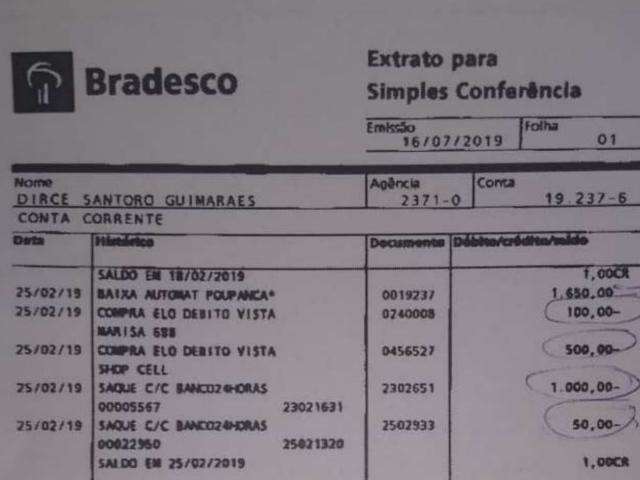 Bradesco
Extrato para
Simples Conferência
Emissão Folha
16/07/2019 01
Nome Agência Conta
DIRCE SANTORO GUIMARAES 2371-0 19.237-6
CONTA CORRENTE
Data Histórico Documento Débito/crédito/saldo
SALDO EM 18/02/2019 1,00CR
25/02/19 BAIXA AUTOMAT POUPANCA* 0019237 1.650,00
25/02/19 COMPRA ELO DEBITO VISTA 0240008 100,00-
MARISA 688
25/02/19 COMPRA ELO DEBITO VISTA 0456527 500,00-
SHOP CELL
25/02/19 SAQUE C/C BANCO24HORAS 2302651 1.000,00-
00005567 23021631
25/02/19 SAQUE C/C BANCO24HORAS 2502933 50,00-
00022960 25021320
SALDO EM 25/02/2019 1,00CR